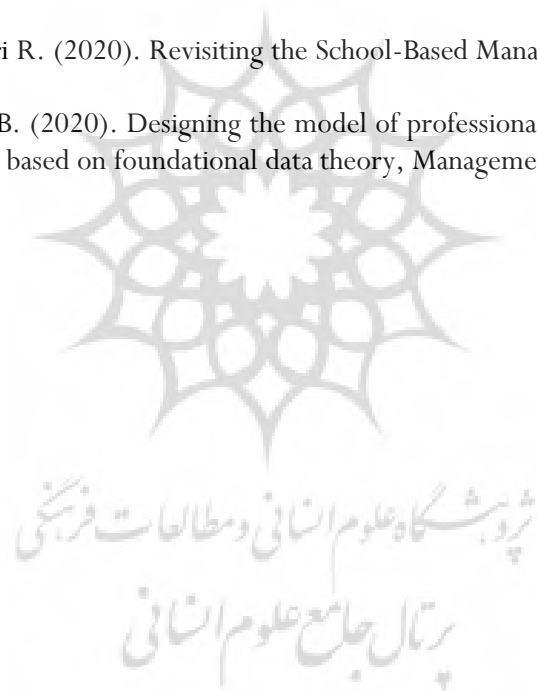 ri R. (2020). Revisiting the School-Based Mana
B. (2020). Designing the model of professiona
based on foundational data theory, Manageme
پژوهشگاه علوم انسانی و مطالعات فرهنگی
پرتال جامع علوم انسانی